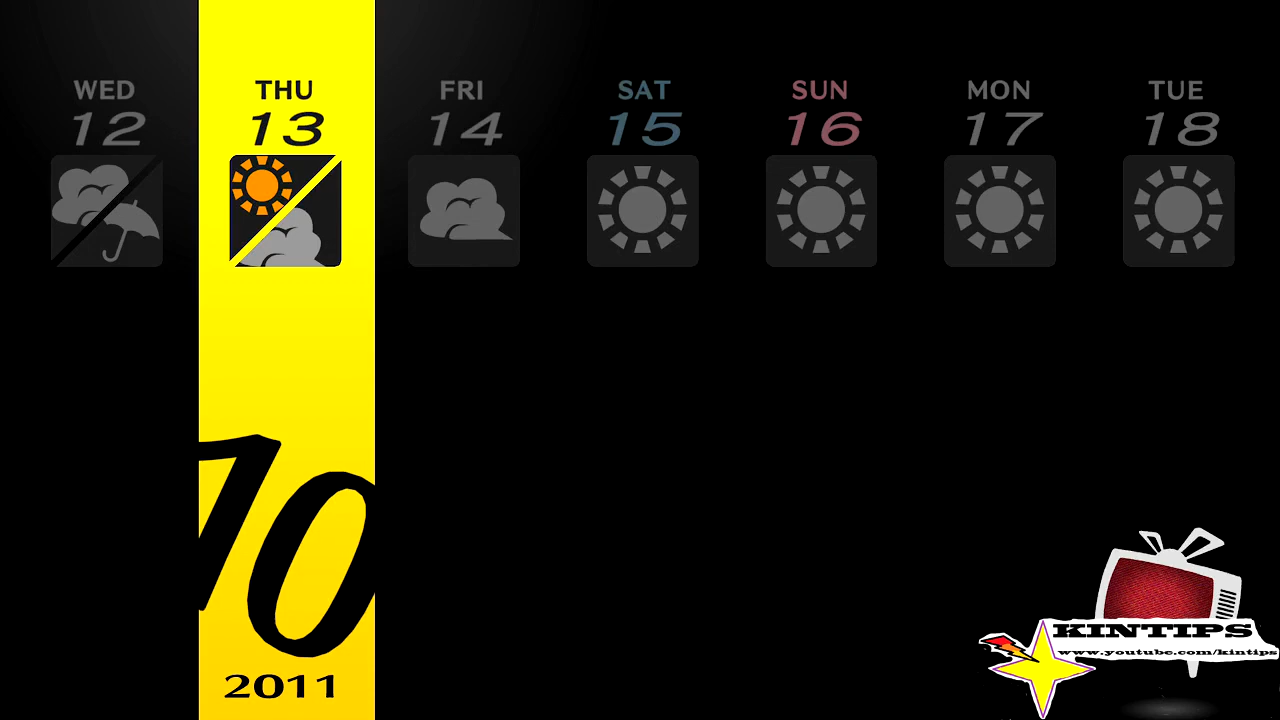 WED THU FRI SAT SUN MON TUE
12 13 14 15 16 17 18
10
2011
KINTIPS
www.youtube.com/kintips